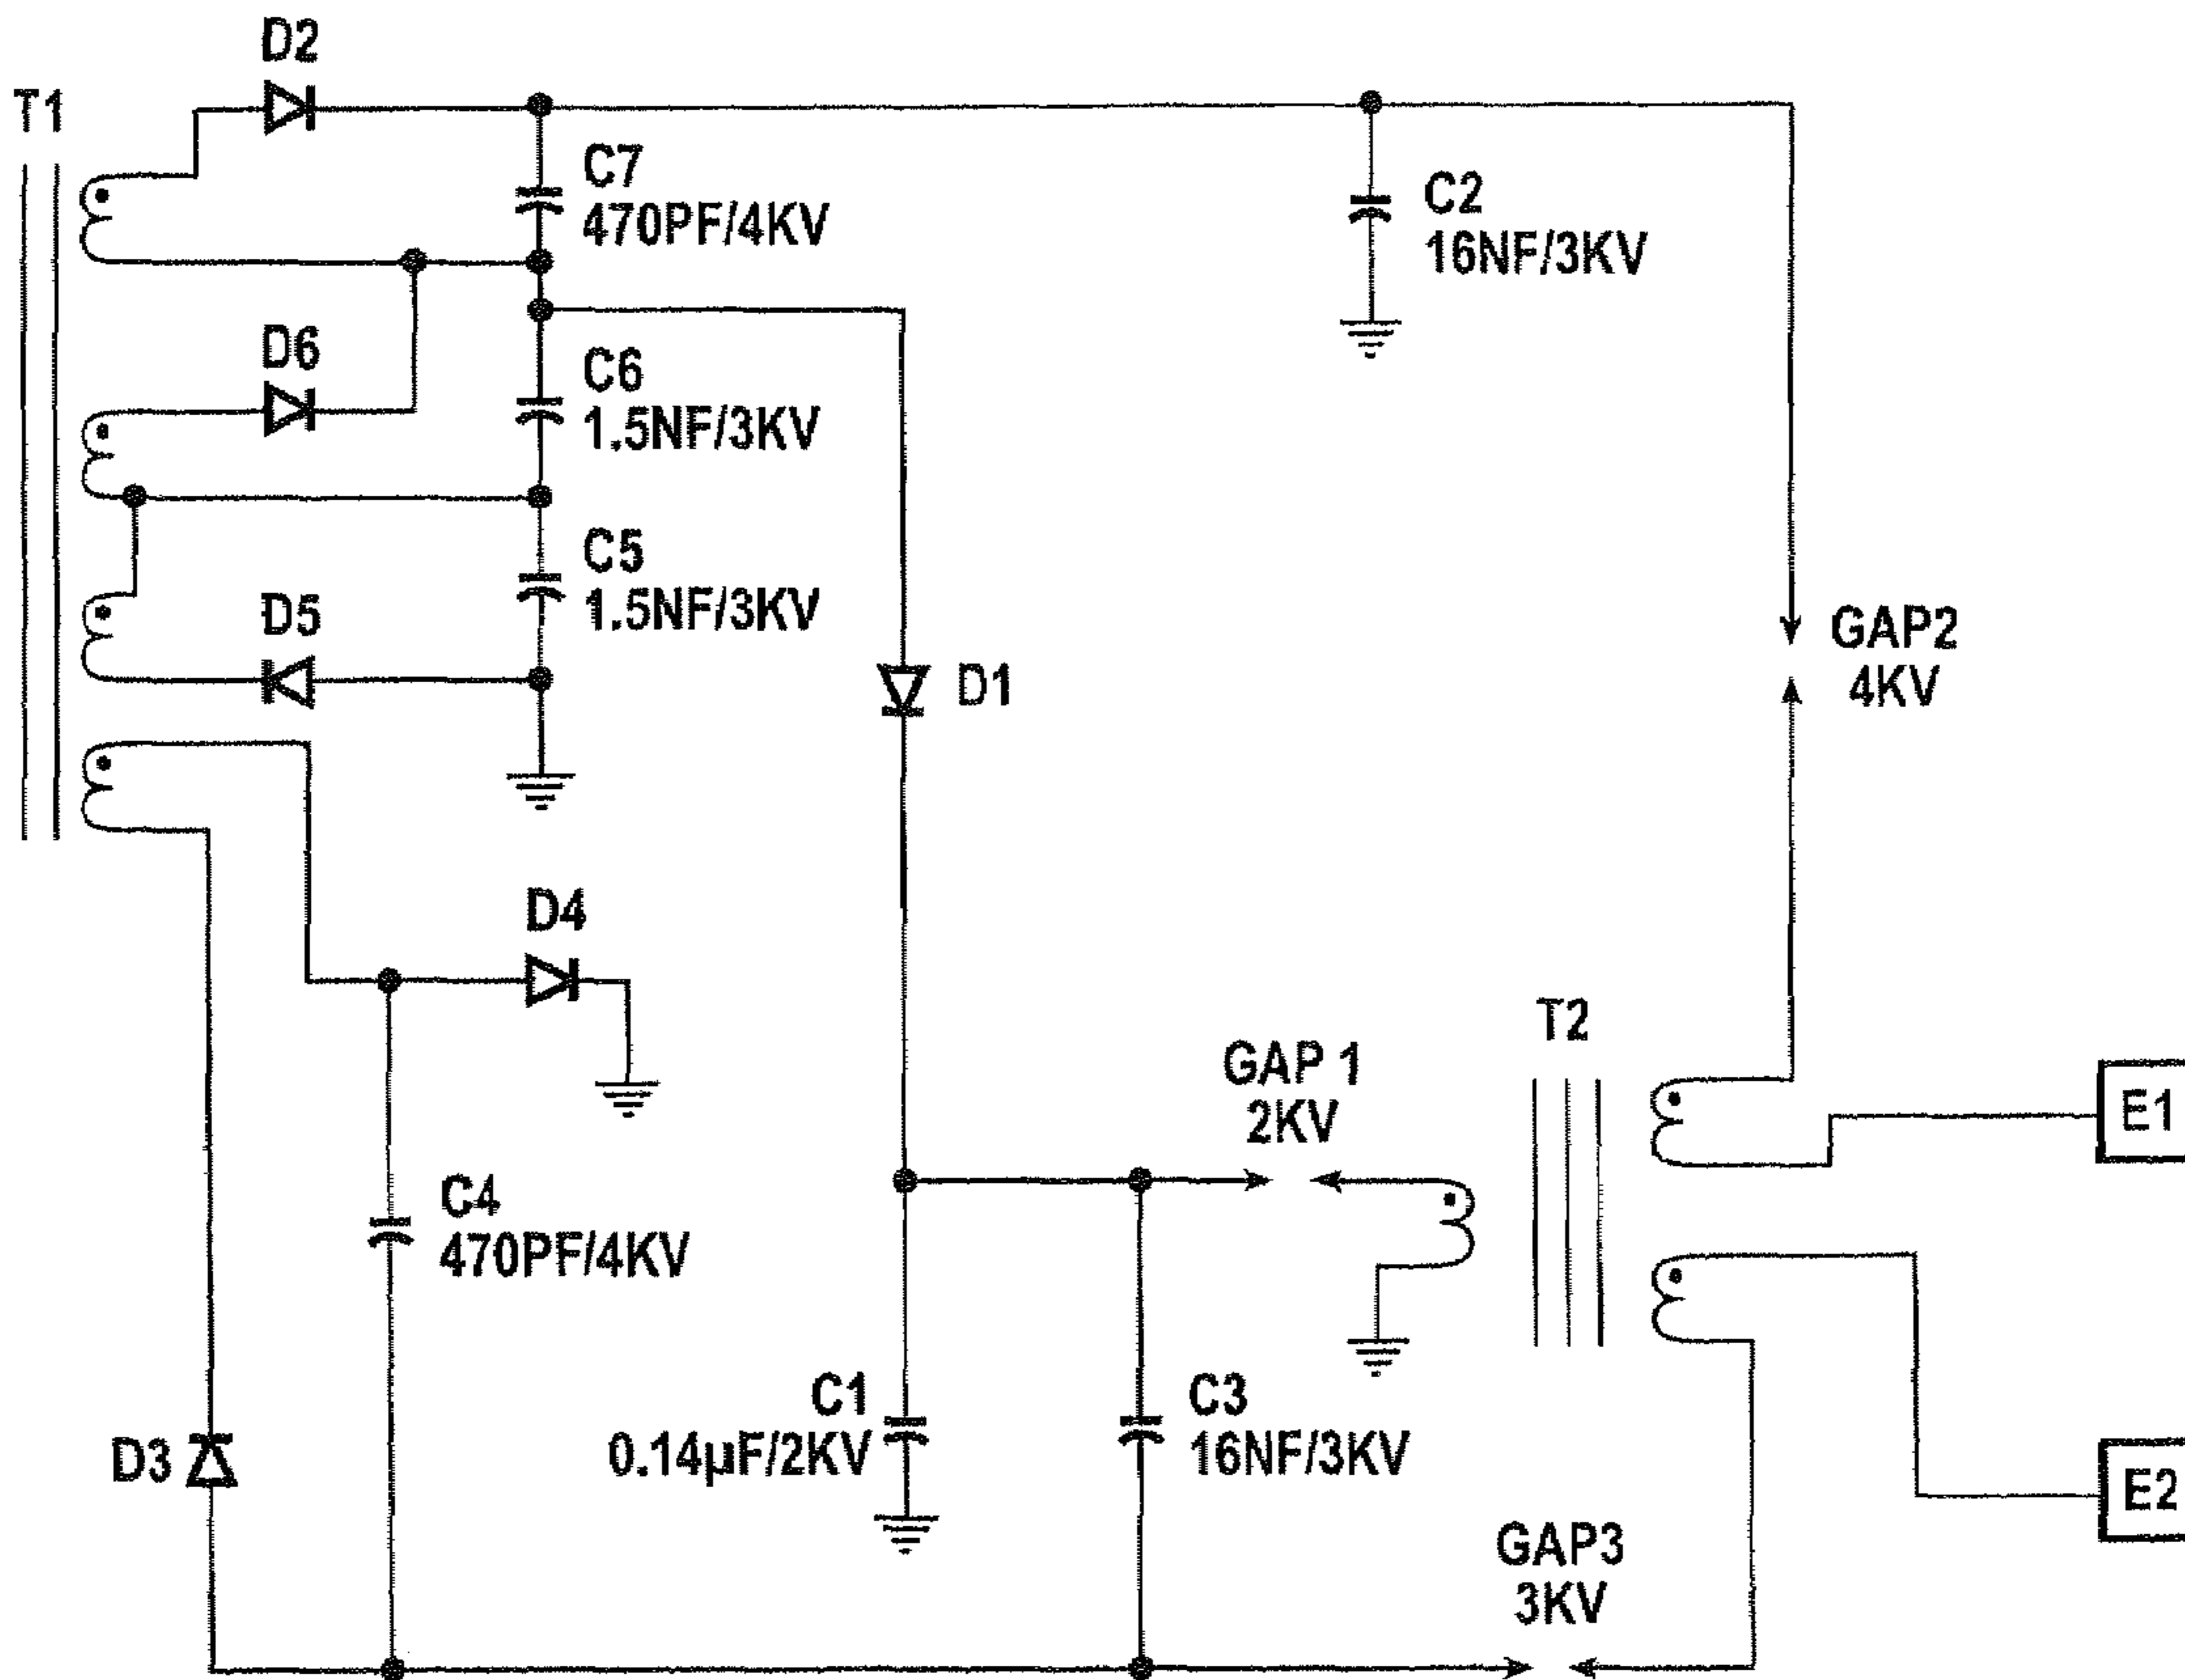 D2
T1
C7
470PF/4KV
C2
16NF/3KV
D6
C6
1.5NF/3KV
C5
1.5NF/3KV
D5
D1
GAP2
4KV
D4
T2
GAP 1
2KV
E1
C4
470PF/4KV
C1
0.14µF/2KV
C3
16NF/3KV
D3
E2
GAP3
3KV